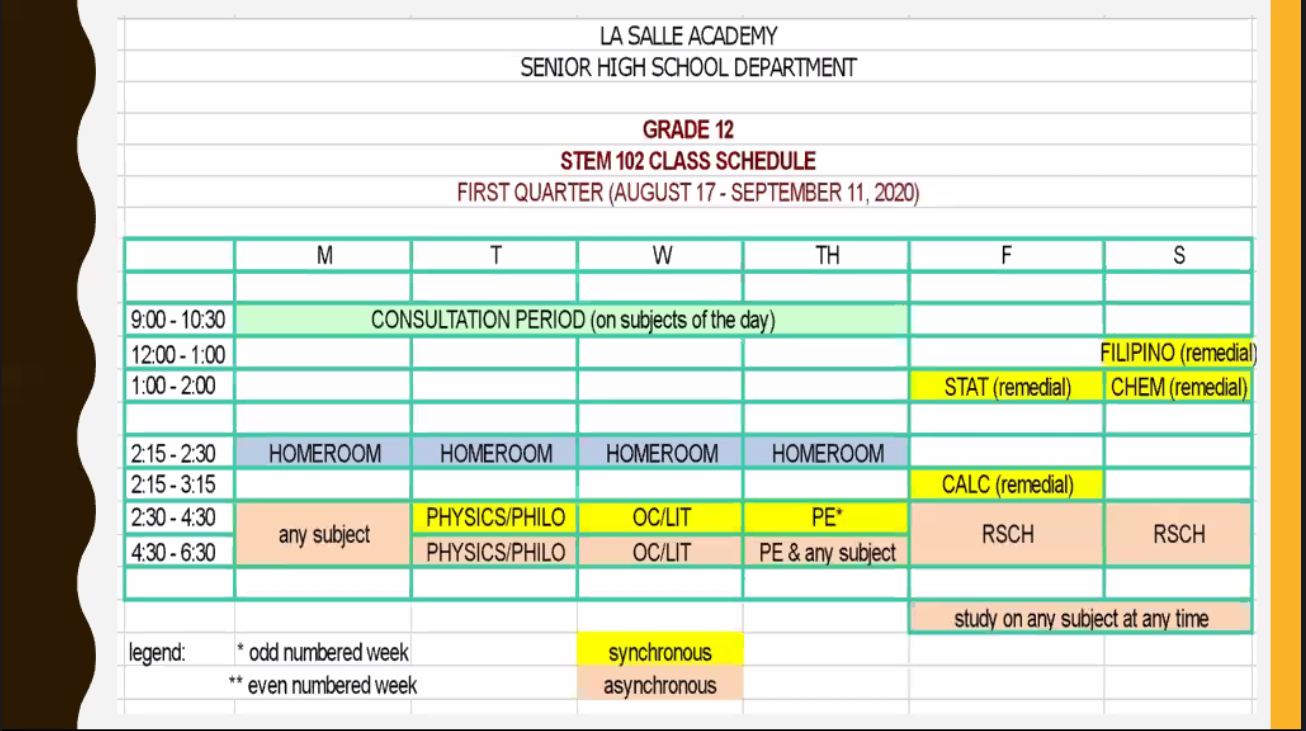 LA SALLE ACADEMY
SENIOR HIGH SCHOOL DEPARTMENT
GRADE 12
STEM 102 CLASS SCHEDULE
FIRST QUARTER (AUGUST 17 - SEPTEMBER 11, 2020)
M T W TH F S
9:00 - 10:30 CONSULTATION PERIOD (on subjects of the day)
12:00 - 1:00 FILIPINO (remedial)
1:00 - 2:00 STAT (remedial) CHEM (remedial)
2:15 - 2:30 HOMEROOM HOMEROOM HOMEROOM HOMEROOM
2:15 - 3:15 CALC (remedial)
2:30 - 4:30 PHYSICS/PHILO OC/LIT PE*
any subject RSCH RSCH
4:30 - 6:30 PHYSICS/PHILO OC/LIT PE & any subject
study on any subject at any time
legend: * odd numbered week synchronous
** even numbered week asynchronous